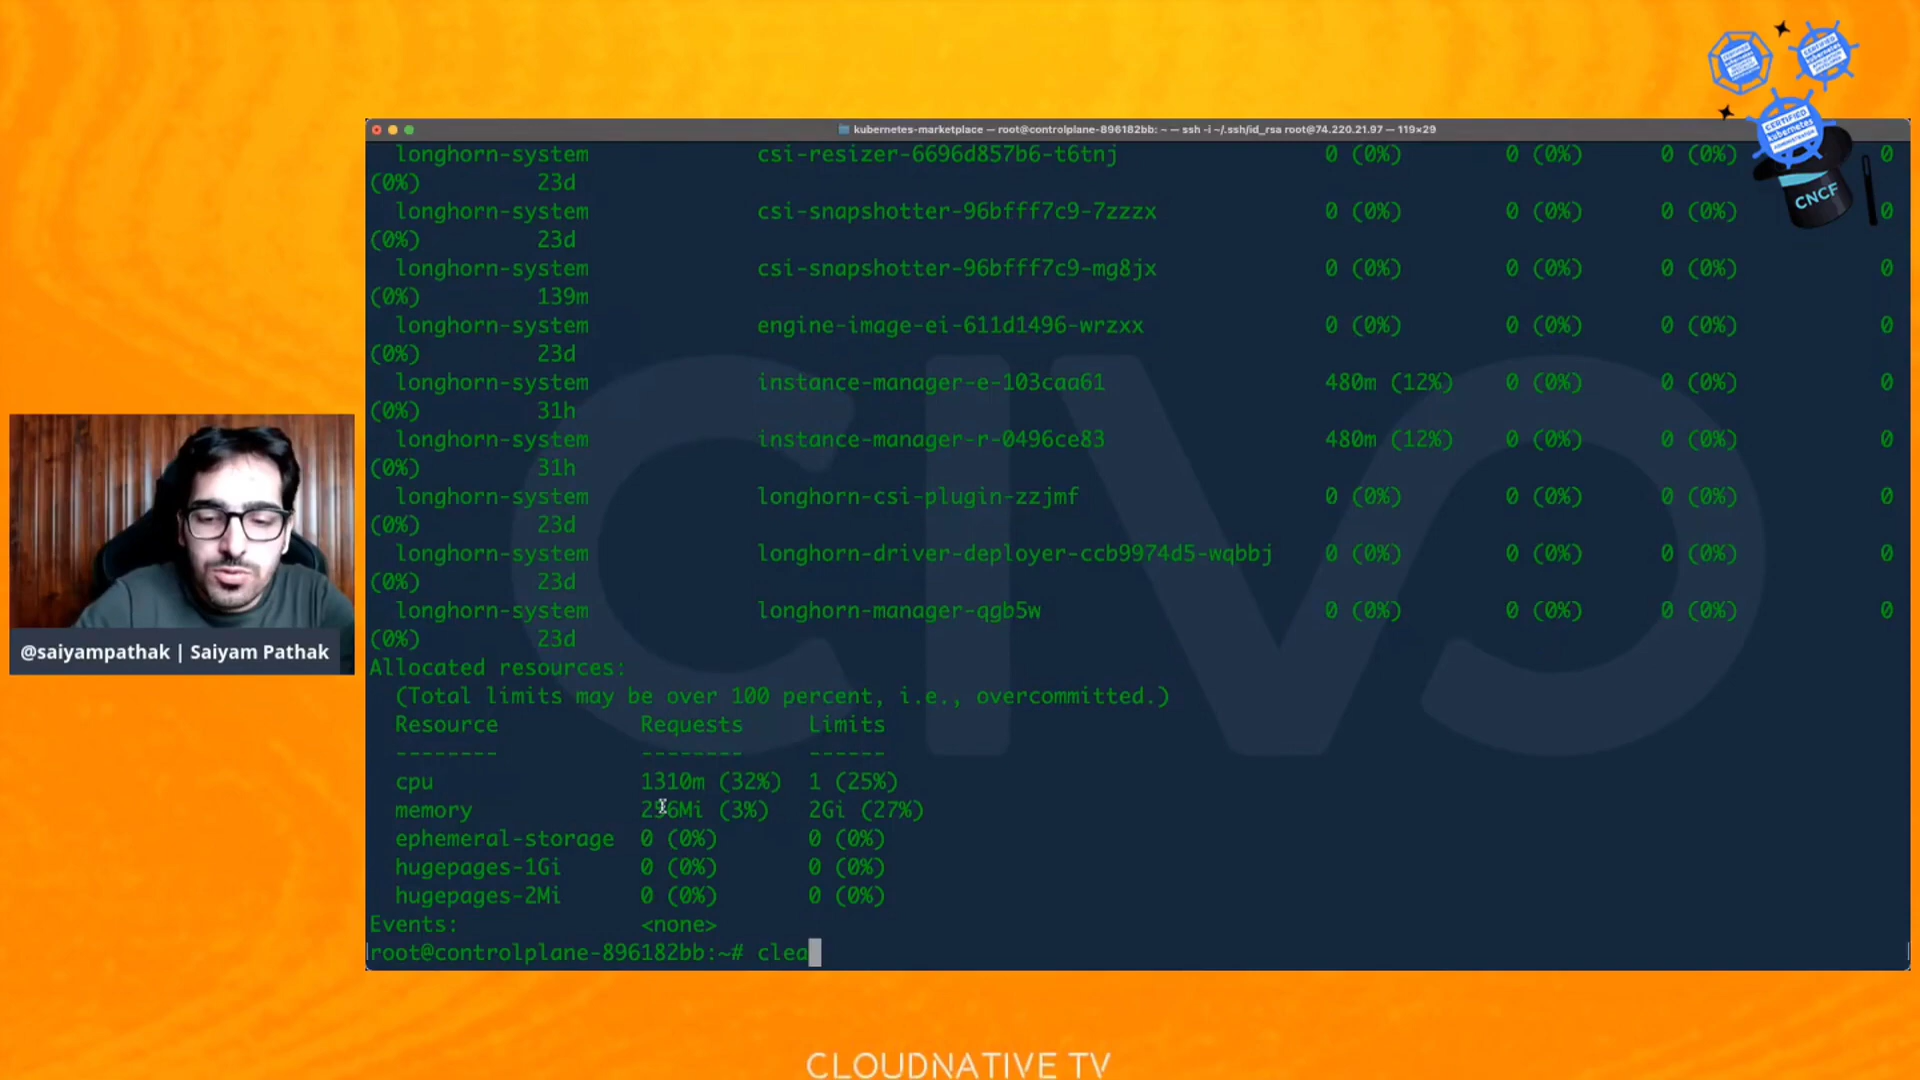 kubernetes-marketplace — root@controlplane-896182bb: ~ — ssh -i ~/.ssh/id_rsa root@74.220.21.97 — 119×29
longhorn-system csi-resizer-6696d857b6-t6tnj 0 (0%) 0 (0%) 0 (0%) 0
(0%) 23d
longhorn-system csi-snapshotter-96bfff7c9-7zzzx 0 (0%) 0 (0%) 0 (0%) 0
(0%) 23d
longhorn-system csi-snapshotter-96bfff7c9-mg8jx 0 (0%) 0 (0%) 0 (0%) 0
(0%) 139m
longhorn-system engine-image-ei-611d1496-wrzxx 0 (0%) 0 (0%) 0 (0%) 0
(0%) 23d
longhorn-system instance-manager-e-103caa61 480m (12%) 0 (0%) 0 (0%) 0
(0%) 31h
longhorn-system instance-manager-r-0496ce83 480m (12%) 0 (0%) 0 (0%) 0
(0%) 31h
longhorn-system longhorn-csi-plugin-zzjmf 0 (0%) 0 (0%) 0 (0%) 0
(0%) 23d
longhorn-system longhorn-driver-deployer-ccb9974d5-wqbbj 0 (0%) 0 (0%) 0 (0%) 0
(0%) 23d
longhorn-system longhorn-manager-qgb5w 0 (0%) 0 (0%) 0 (0%) 0
(0%) 23d
Allocated resources:
(Total limits may be over 100 percent, i.e., overcommitted.)
Resource Requests Limits
-------- -------- ------
cpu 1310m (32%) 1 (25%)
memory 256Mi (3%) 2Gi (27%)
ephemeral-storage 0 (0%) 0 (0%)
hugepages-1Gi 0 (0%) 0 (0%)
hugepages-2Mi 0 (0%) 0 (0%)
Events: <none>
root@controlplane-896182bb:~# clea
CIVO
@saiyampathak | Saiyam Pathak
CERTIFIED kubernetes
CERTIFIED kubernetes
CNCF
CLOUDNATIVE TV